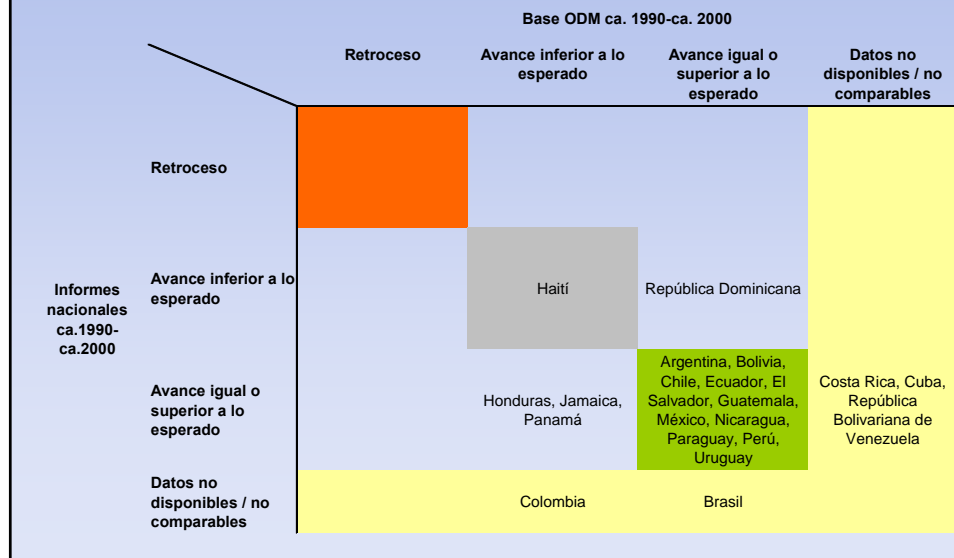 Base ODM ca. 1990-ca. 2000
Retroceso
Avance inferior a lo
esperado
Avance igual o
superior a lo
esperado
Datos no
disponibles / no
comparables
Informes
nacionales
ca.1990-
ca.2000
Retroceso
Avance inferior a lo
esperado
Haití
República Dominicana
Avance igual o
superior a lo
esperado
Honduras, Jamaica,
Panamá
Argentina, Bolivia,
Chile, Ecuador, El
Salvador, Guatemala,
México, Nicaragua,
Paraguay, Perú,
Uruguay
Costa Rica, Cuba,
República
Bolivariana de
Venezuela
Datos no
disponibles / no
comparables
Colombia
Brasil